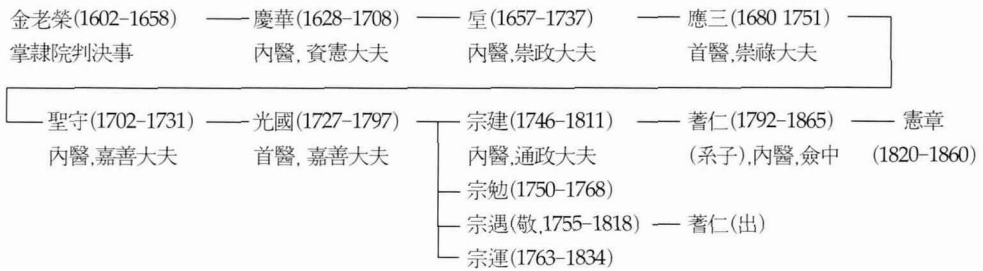 金老榮(1602-1658) 慶華(1628-1708) 垕(1657-1737) 應三(1680 1751)
掌隷院判決事 內醫, 資憲大夫 內醫,崇政大夫 首醫,崇祿大夫
聖守(1702-1731) 光國(1727-1797) 宗建(1746-1811) 蓍仁(1792-1865) 憲章
內醫,嘉善大夫 首醫, 嘉善大夫 內醫,通政大夫 (系子),內醫,僉中 (1820-1860)
宗勉(1750-1768)
宗遇(敬,1755-1818) 蓍仁(出)
宗運(1763-1834)